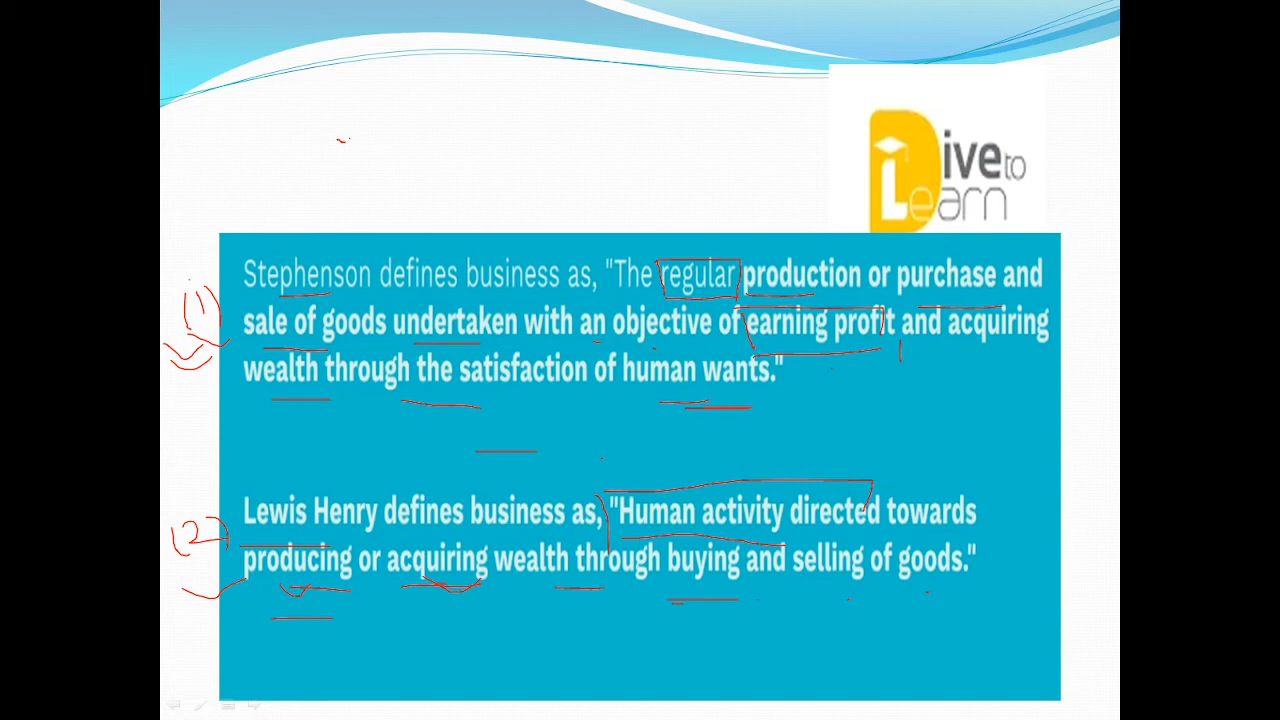 Dive to
Learn
Stephenson defines business as, "The regular production or purchase and
sale of goods undertaken with an objective of earning profit and acquiring
wealth through the satisfaction of human wants."
(1)
Lewis Henry defines business as, "Human activity directed towards
producing or acquiring wealth through buying and selling of goods."
(2)